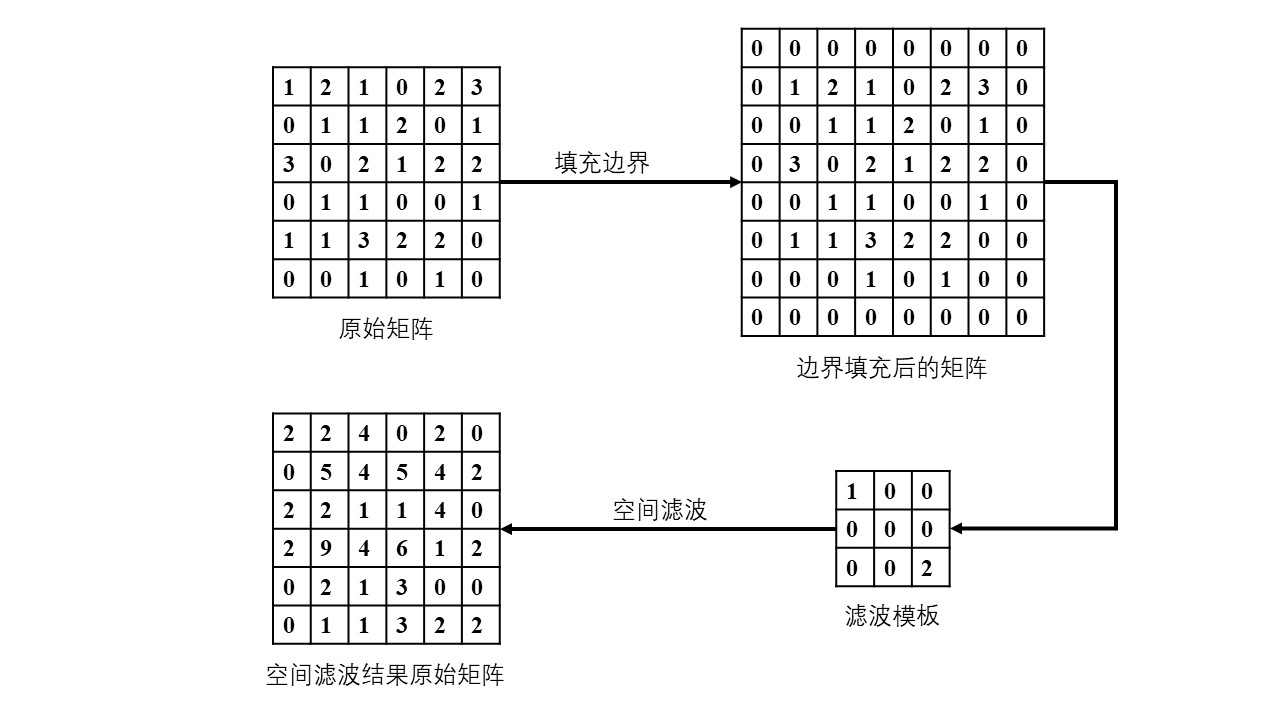 1 2 1 0 2 3
0 1 1 2 0 1
3 0 2 1 2 2
0 1 1 0 0 1
1 1 3 2 2 0
0 0 1 0 1 0
原始矩阵
填充边界
0 0 0 0 0 0 0 0
0 1 2 1 0 2 3 0
0 0 1 1 2 0 1 0
0 3 0 2 1 2 2 0
0 0 1 1 0 0 1 0
0 1 1 3 2 2 0 0
0 0 0 1 0 1 0 0
0 0 0 0 0 0 0 0
边界填充后的矩阵
1 0 0
0 0 0
0 0 2
滤波模板
空间滤波
2 2 4 0 2 0
0 5 4 5 4 2
2 2 1 1 4 0
2 9 4 6 1 2
0 2 1 3 0 0
0 1 1 3 2 2
空间滤波结果原始矩阵